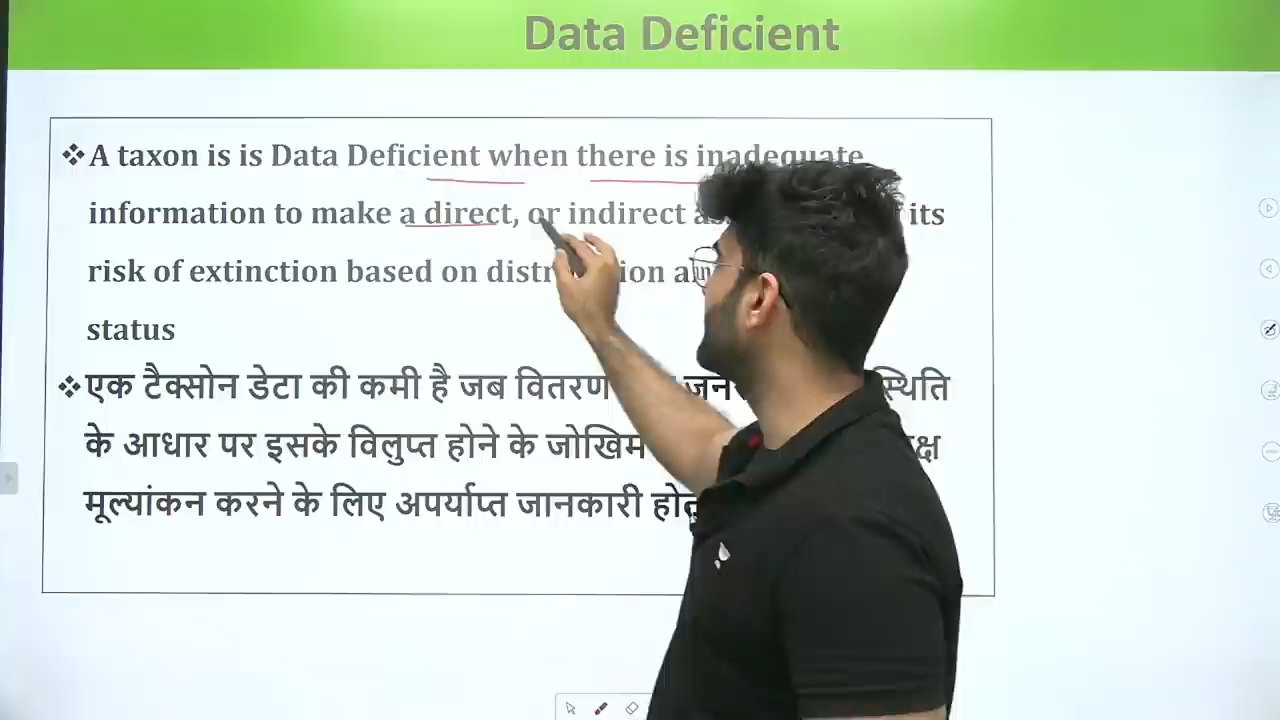 Data Deficient
❖A taxon is is Data Deficient when there is inadequate
information to make a direct, or indirect its
risk of extinction based on
status
❖एक टैक्सोन डेटा की कमी है जब वितरण
के आधार पर इसके विलुप्त होने के जोखिम
मूल्यांकन करने के लिए अपर्याप्त जानकारी